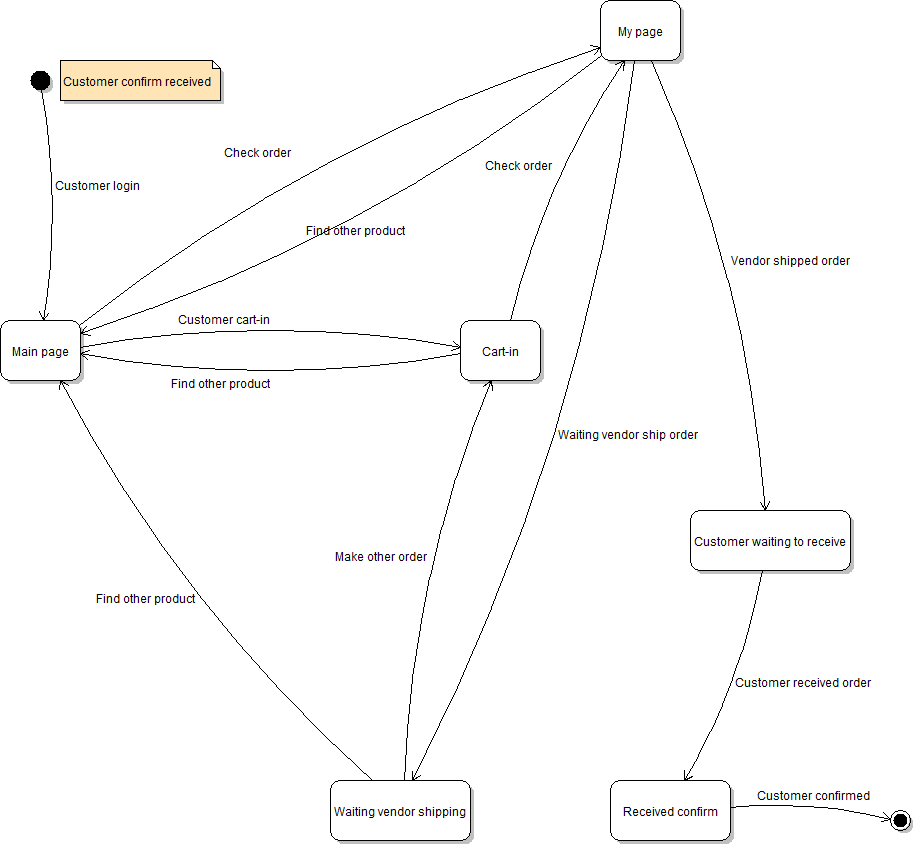 My page
Customer confirm received
Check order
Check order
Customer login
Find other product
Vendor shipped order
Customer cart-in
Main page
Cart-in
Find other product
Waiting vendor ship order
Customer waiting to receive
Make other order
Find other product
Customer received order
Customer confirmed
Waiting vendor shipping
Received confirm